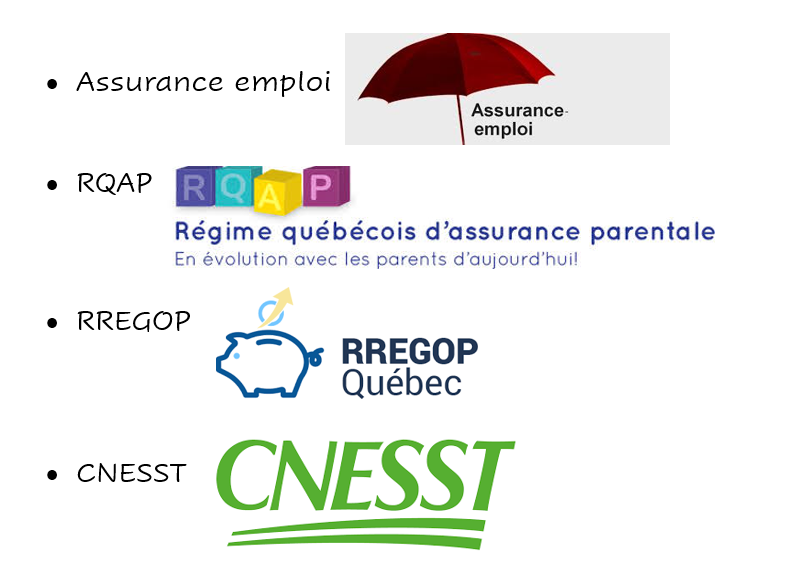 Assurance emploi
Assurance-
emploi
RQAP
RQAP
Régime québécois d'assurance parentale
En évolution avec les parents d'aujourd'hui!
RREGOP
RREGOP
Québec
CNESST
CNESST